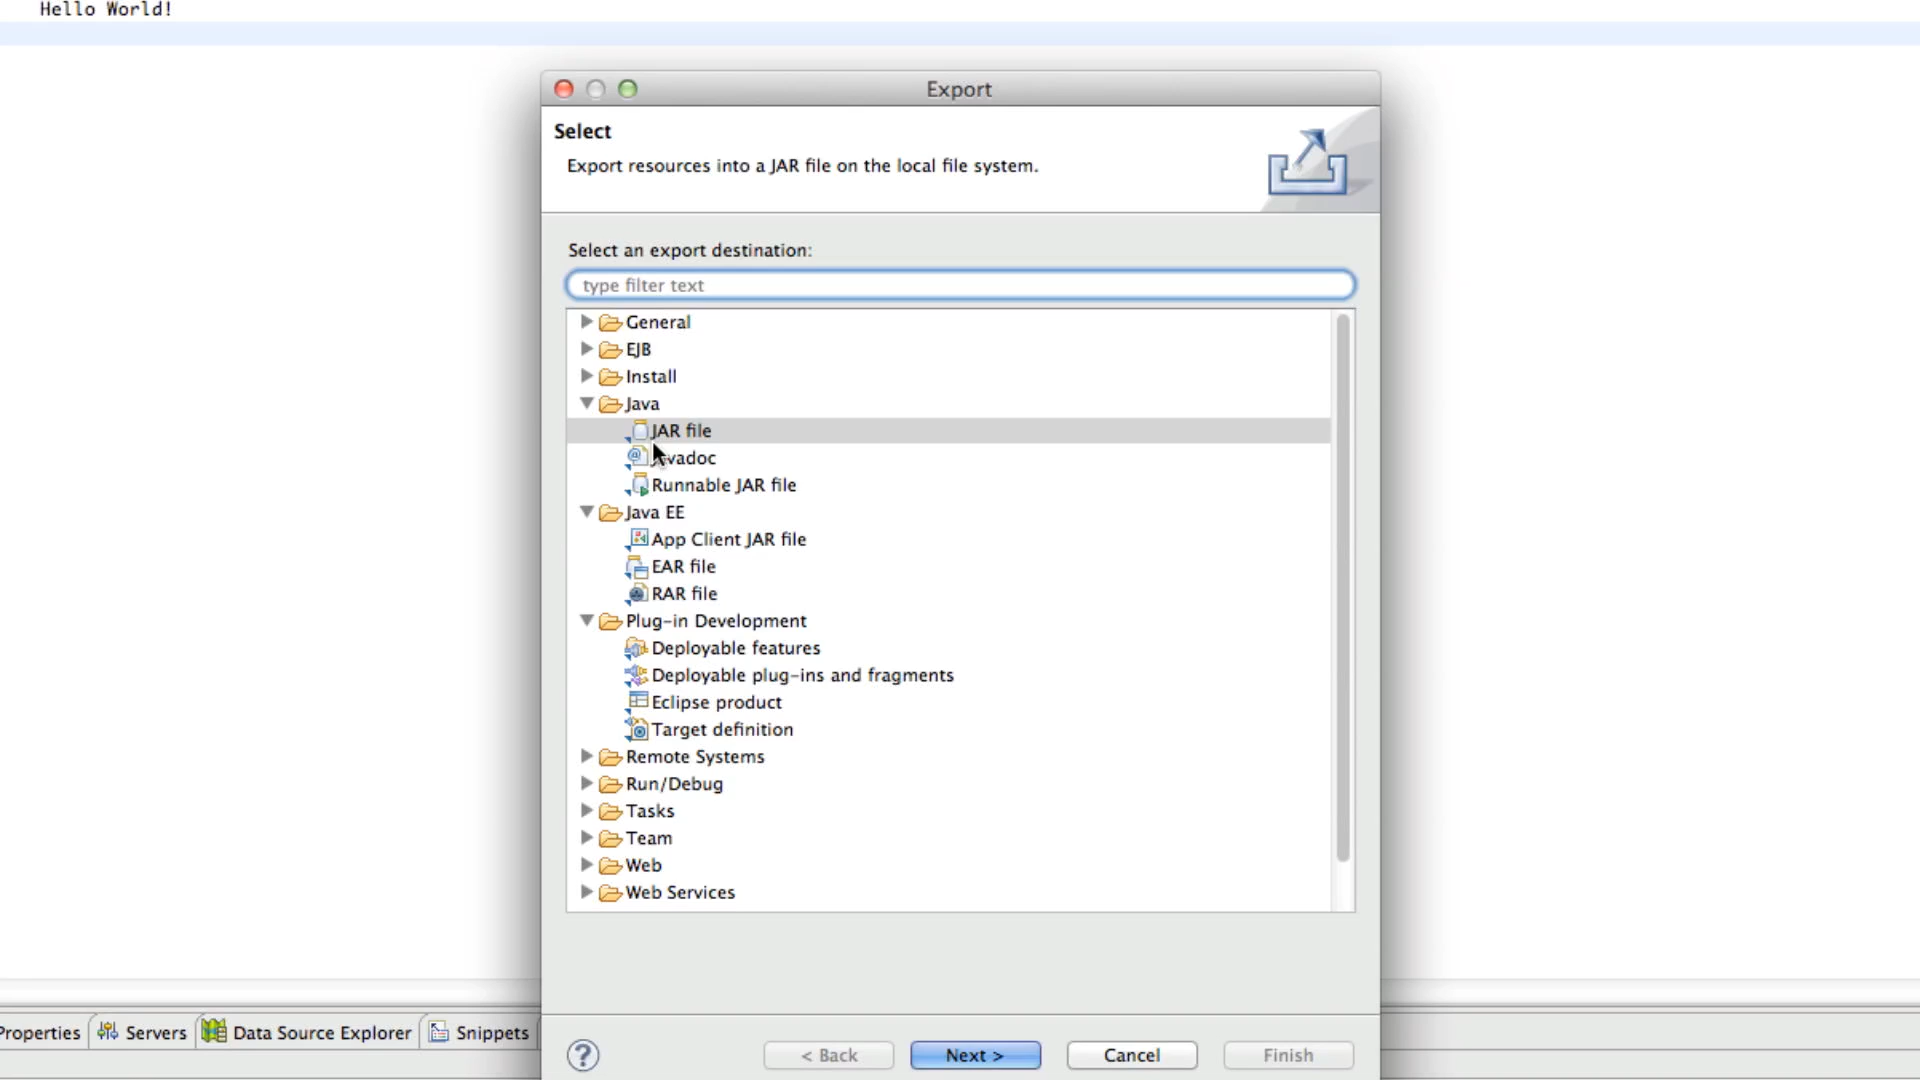 Hello World!
Export
Select
Export resources into a JAR file on the local file system.
Select an export destination:
type filter text
General
EJB
Install
Java
JAR file
vadoc
Runnable JAR file
Java EE
App Client JAR file
EAR file
RAR file
Plug-in Development
Deployable features
Deployable plug-ins and fragments
Eclipse product
Target definition
Remote Systems
Run/Debug
Tasks
Team
Web
Web Services
Properties Servers Data Source Explorer Snippets
? < Back Next > Cancel Finish